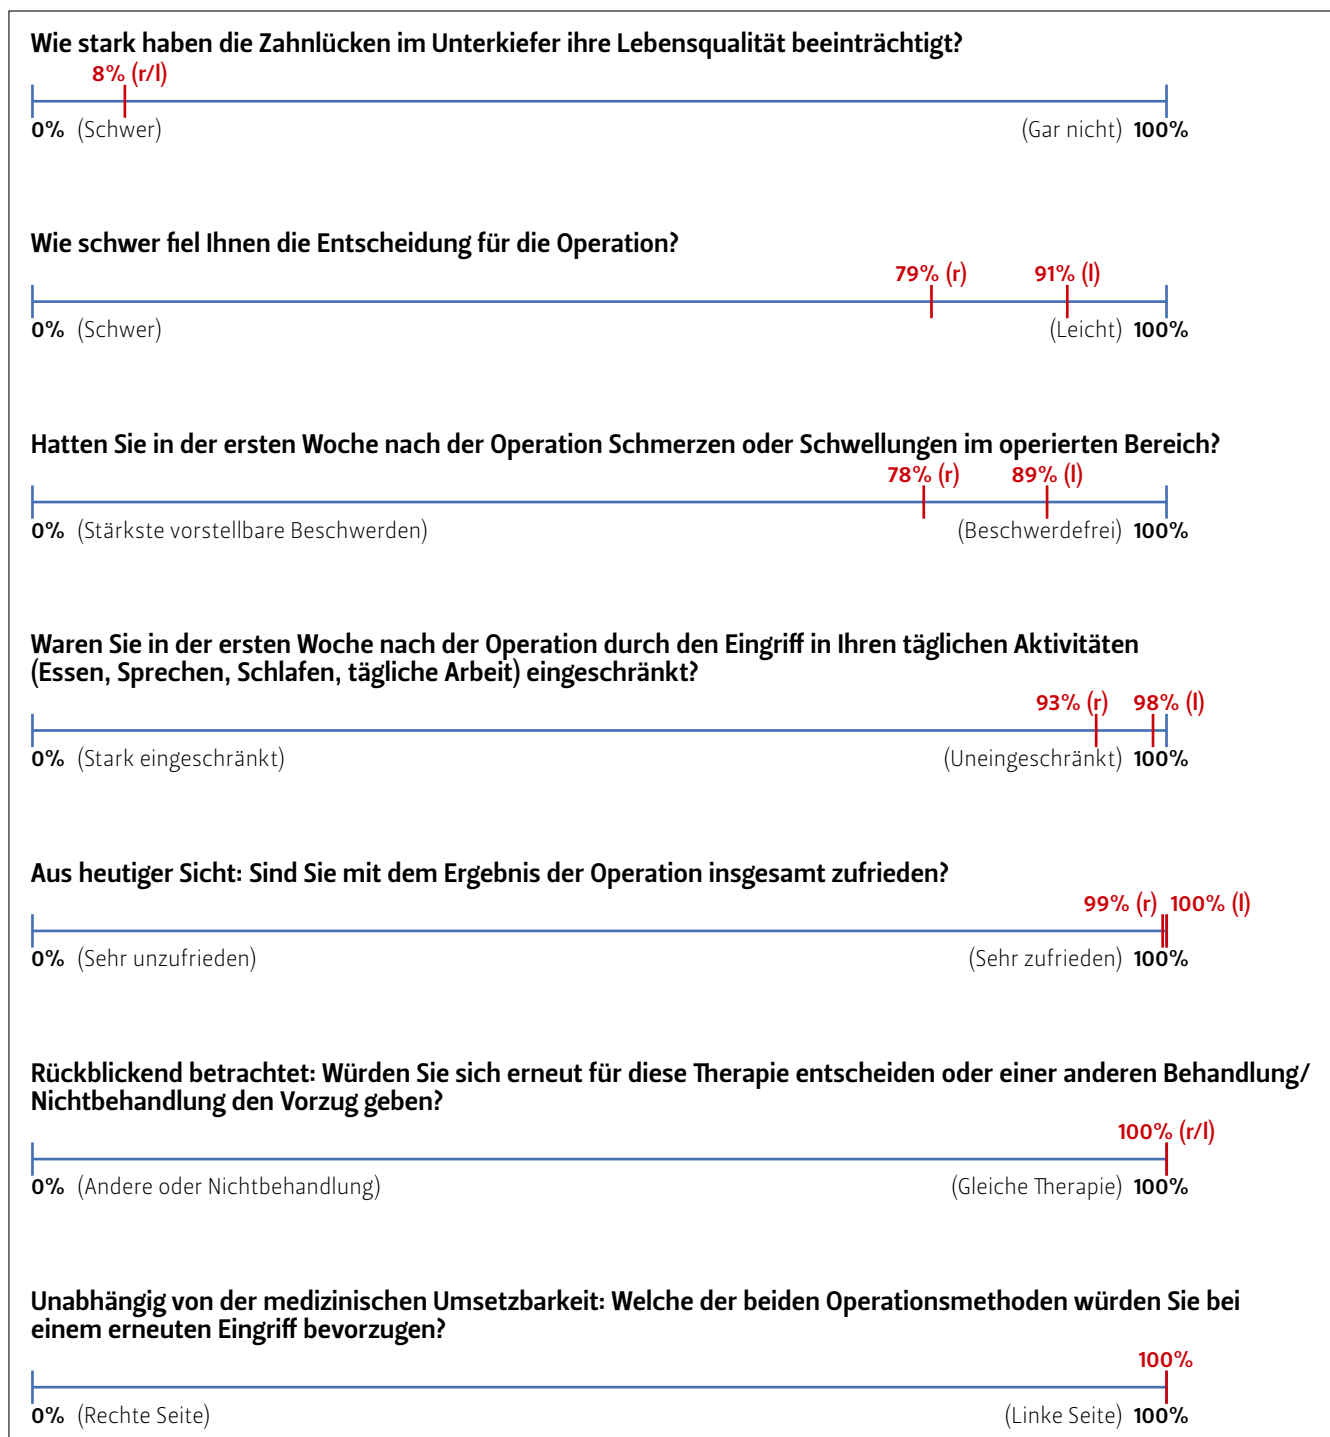 Wie stark haben die Zahnlücken im Unterkiefer ihre Lebensqualität beeinträchtigt?
8% (r/l)
0% (Schwer) (Gar nicht) 100%
Wie schwer fiel Ihnen die Entscheidung für die Operation?
79% (r) 91% (l)
0% (Schwer) (Leicht) 100%
Hatten Sie in der ersten Woche nach der Operation Schmerzen oder Schwellungen im operierten Bereich?
78% (r) 89% (l)
0% (Stärkste vorstellbare Beschwerden) (Beschwerdefrei) 100%
Waren Sie in der ersten Woche nach der Operation durch den Eingriff in Ihren täglichen Aktivitäten
(Essen, Sprechen, Schlafen, tägliche Arbeit) eingeschränkt?
93% (r) 98% (l)
0% (Stark eingeschränkt) (Uneingeschränkt) 100%
Aus heutiger Sicht: Sind Sie mit dem Ergebnis der Operation insgesamt zufrieden?
99% (r) 100% (l)
0% (Sehr unzufrieden) (Sehr zufrieden) 100%
Rückblickend betrachtet: Würden Sie sich erneut für diese Therapie entscheiden oder einer anderen Behandlung/
Nichtbehandlung den Vorzug geben?
100% (r/l)
0% (Andere oder Nichtbehandlung) (Gleiche Therapie) 100%
Unabhängig von der medizinischen Umsetzbarkeit: Welche der beiden Operationsmethoden würden Sie bei
einem erneuten Eingriff bevorzugen?
100%
0% (Rechte Seite) (Linke Seite) 100%